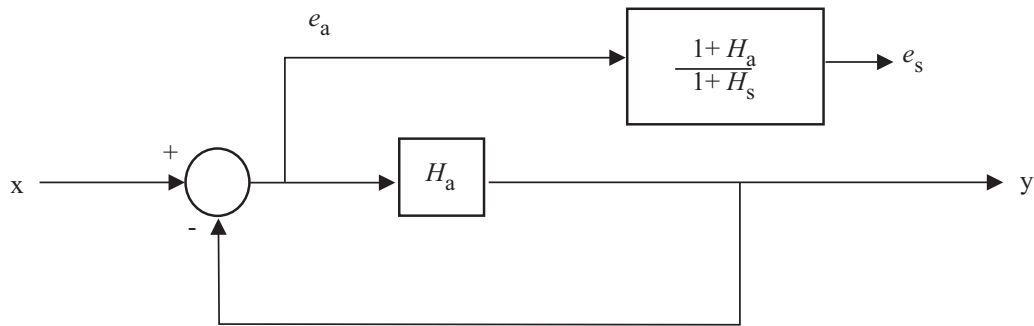 e_a
1 + H_a
1 + H_s
e_s
+
x
H_a
y
-